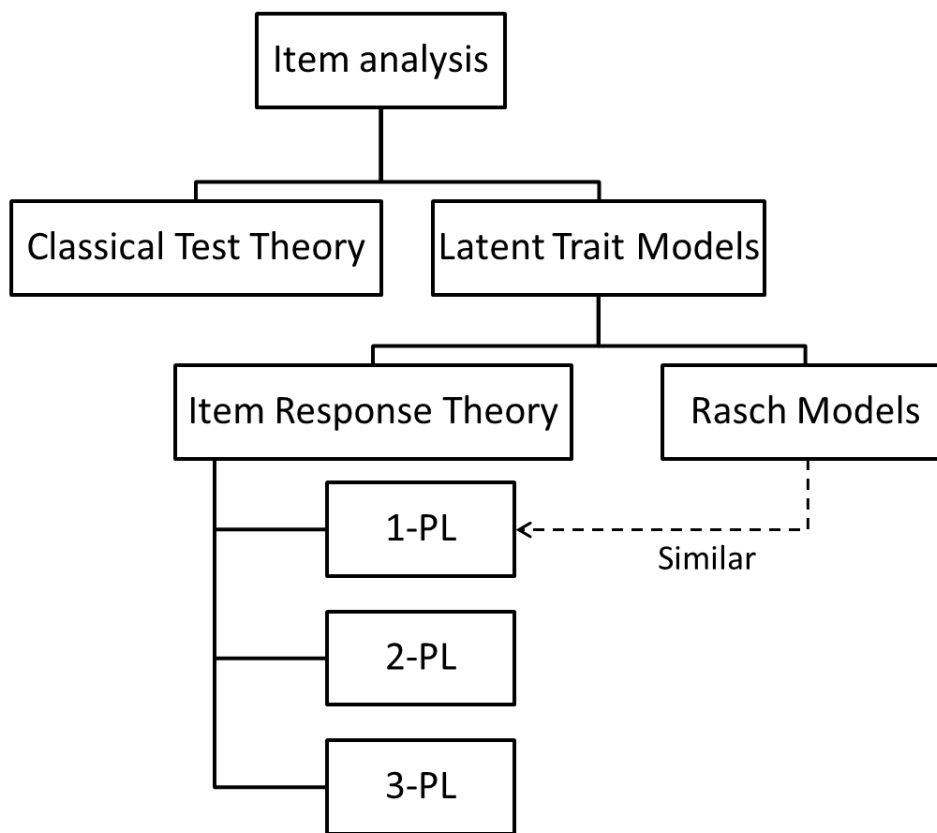 Item analysis
Classical Test Theory
Latent Trait Models
Item Response Theory
Rasch Models
1-PL
Similar
2-PL
3-PL